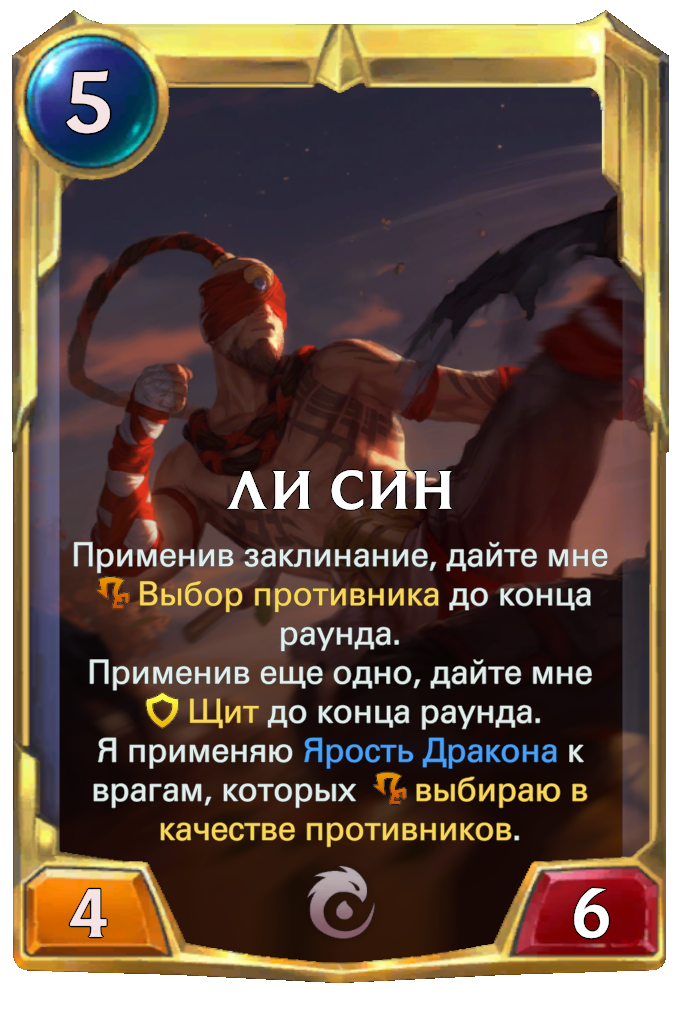 5
ЛИ СИН
Применив заклинание, дайте мне
Выбор противника до конца
раунда.
Применив еще одно, дайте мне
Щит до конца раунда.
Я применяю Ярость Дракона к
врагам, которых выбираю в
качестве противников.
4
6